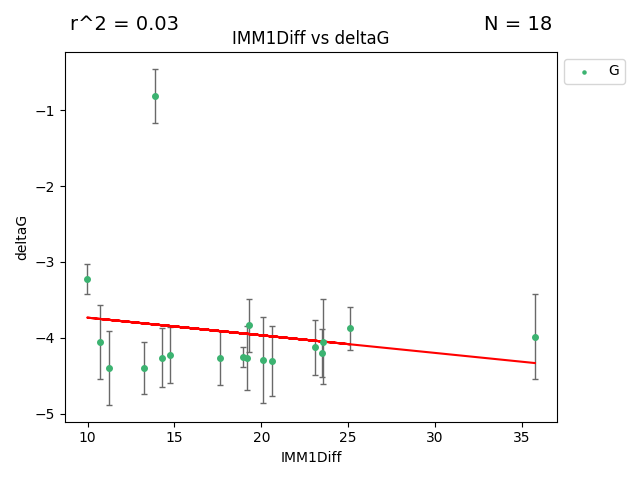 r^2 = 0.03
N = 18
IMM1Diff vs deltaG
G
−1
−2
−3
−4
−5
deltaG
10
15
20
25
30
35
IMM1Diff